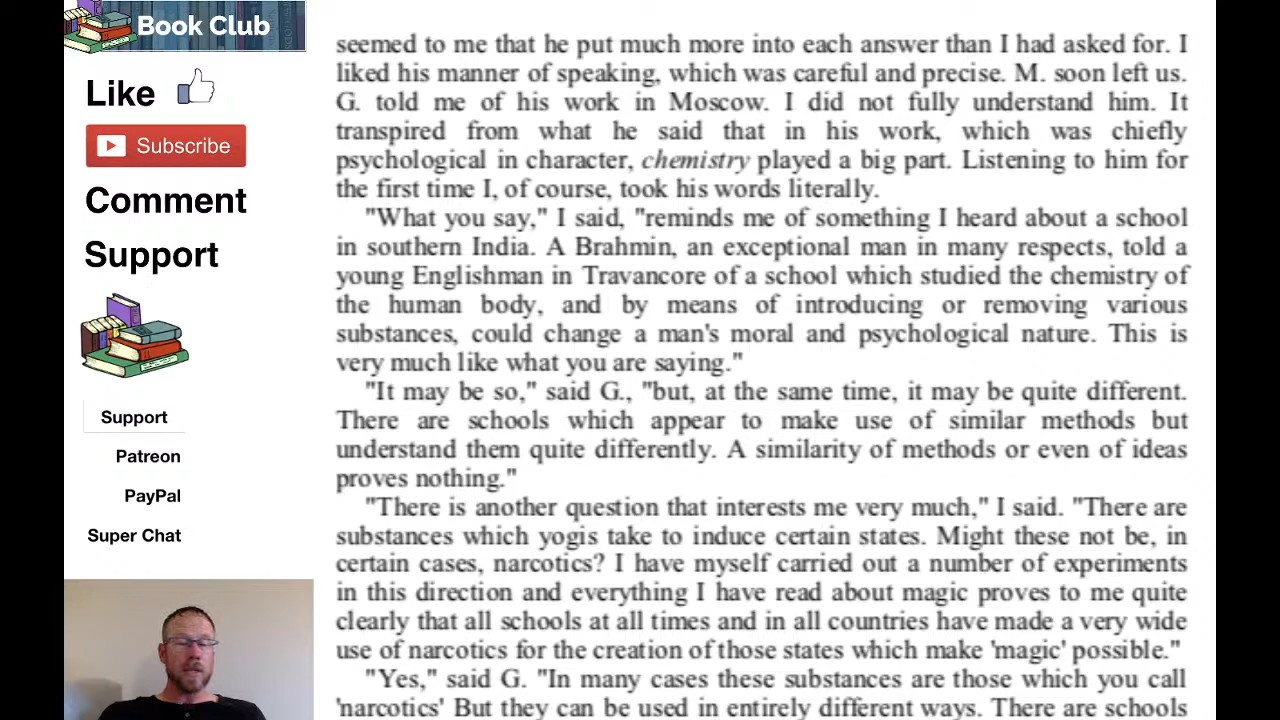 Book Club
Like
Subscribe
Comment
Support
Support
Patreon
PayPal
Super Chat
seemed to me that he put much more into each answer than I had asked for. I
liked his manner of speaking, which was careful and precise. M. soon left us.
G. told me of his work in Moscow. I did not fully understand him. It
transpired from what he said that in his work, which was chiefly
psychological in character, chemistry played a big part. Listening to him for
the first time I, of course, took his words literally.
"What you say," I said, "reminds me of something I heard about a school
in southern India. A Brahmin, an exceptional man in many respects, told a
young Englishman in Travancore of a school which studied the chemistry of
the human body, and by means of introducing or removing various
substances, could change a man's moral and psychological nature. This is
very much like what you are saying."
"It may be so," said G., "but, at the same time, it may be quite different.
There are schools which appear to make use of similar methods but
understand them quite differently. A similarity of methods or even of ideas
proves nothing."
"There is another question that interests me very much," I said. "There are
substances which yogis take to induce certain states. Might these not be, in
certain cases, narcotics? I have myself carried out a number of experiments
in this direction and everything I have read about magic proves to me quite
clearly that all schools at all times and in all countries have made a very wide
use of narcotics for the creation of those states which make 'magic' possible."
"Yes," said G. "In many cases these substances are those which you call
'narcotics' But they can be used in entirely different ways. There are schools